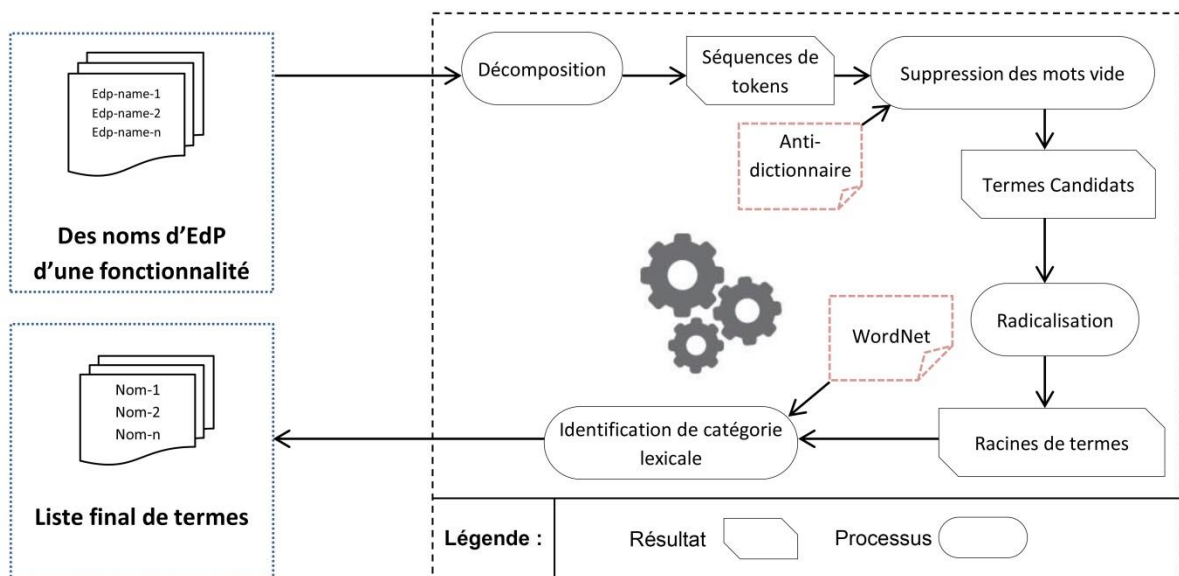 Edp-name-1
Edp-name-2
Edp-name-n
Des noms d'EdP
d'une fonctionnalité
Décomposition
Séquences de
tokens
Suppression des mots vide
Anti-
dictionnaire
Termes Candidats
Radicalisation
WordNet
Racines de termes
Identification de catégorie
lexicale
Nom-1
Nom-2
Nom-n
Liste final de termes
Légende :
Résultat
Processus